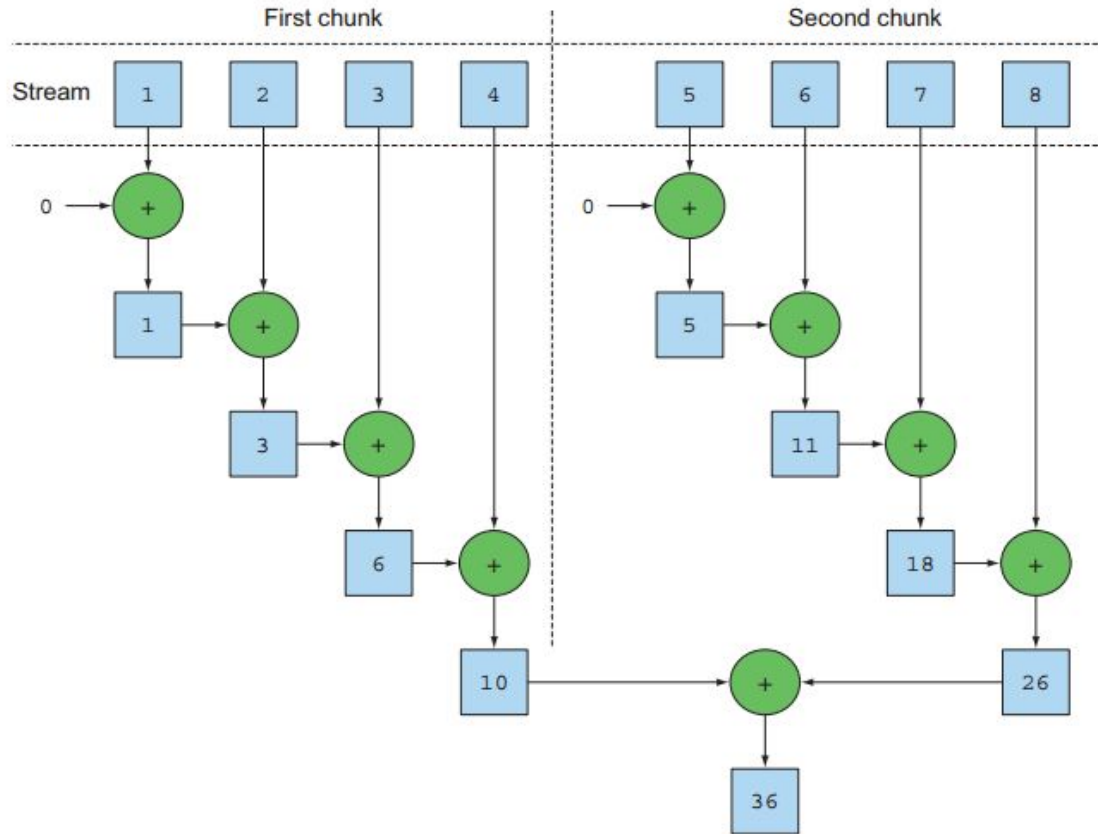 First chunk Second chunk
Stream 1 2 3 4 5 6 7 8
0 + 0 +
1 + 5 +
3 + 11 +
6 + 18 +
10 + 26
36